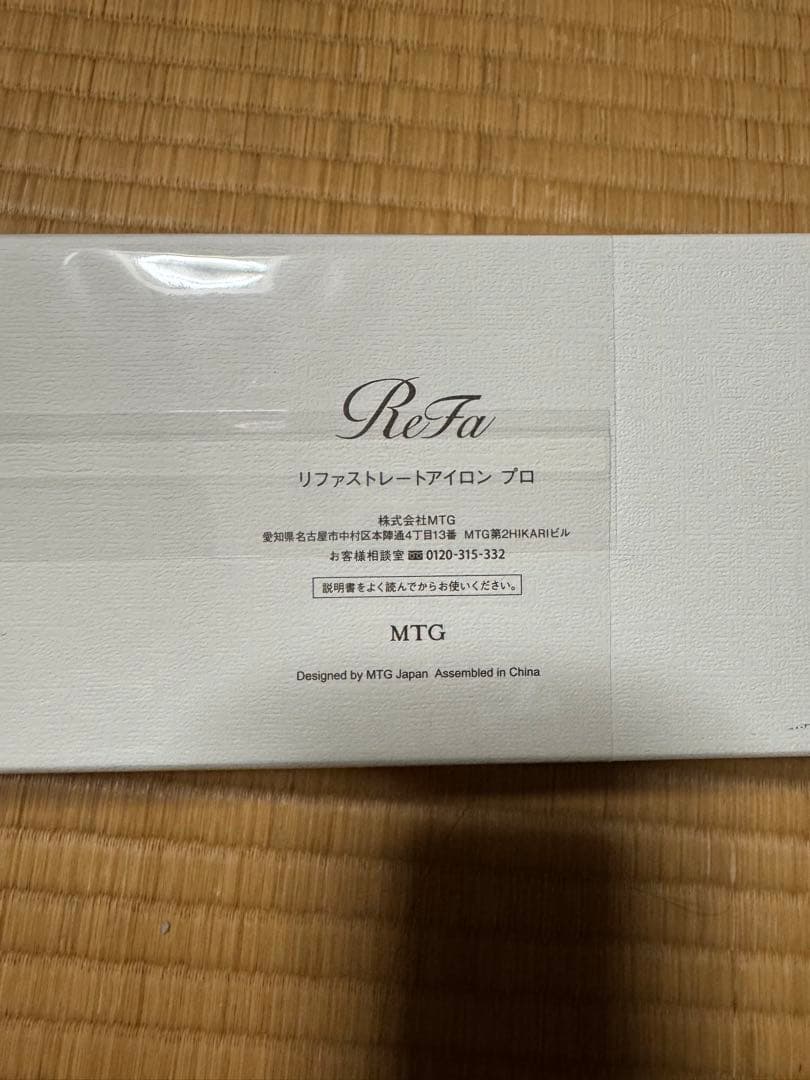 ReFa
リファストレートアイロン プロ
株式会社MTG
愛知県名古屋市中村区本陣通4丁目13番 MTG第2HIKARIビル
お客様相談室 0120-315-332
説明書をよく読んでからお使いください。
MTG
Designed by MTG Japan Assembled in China